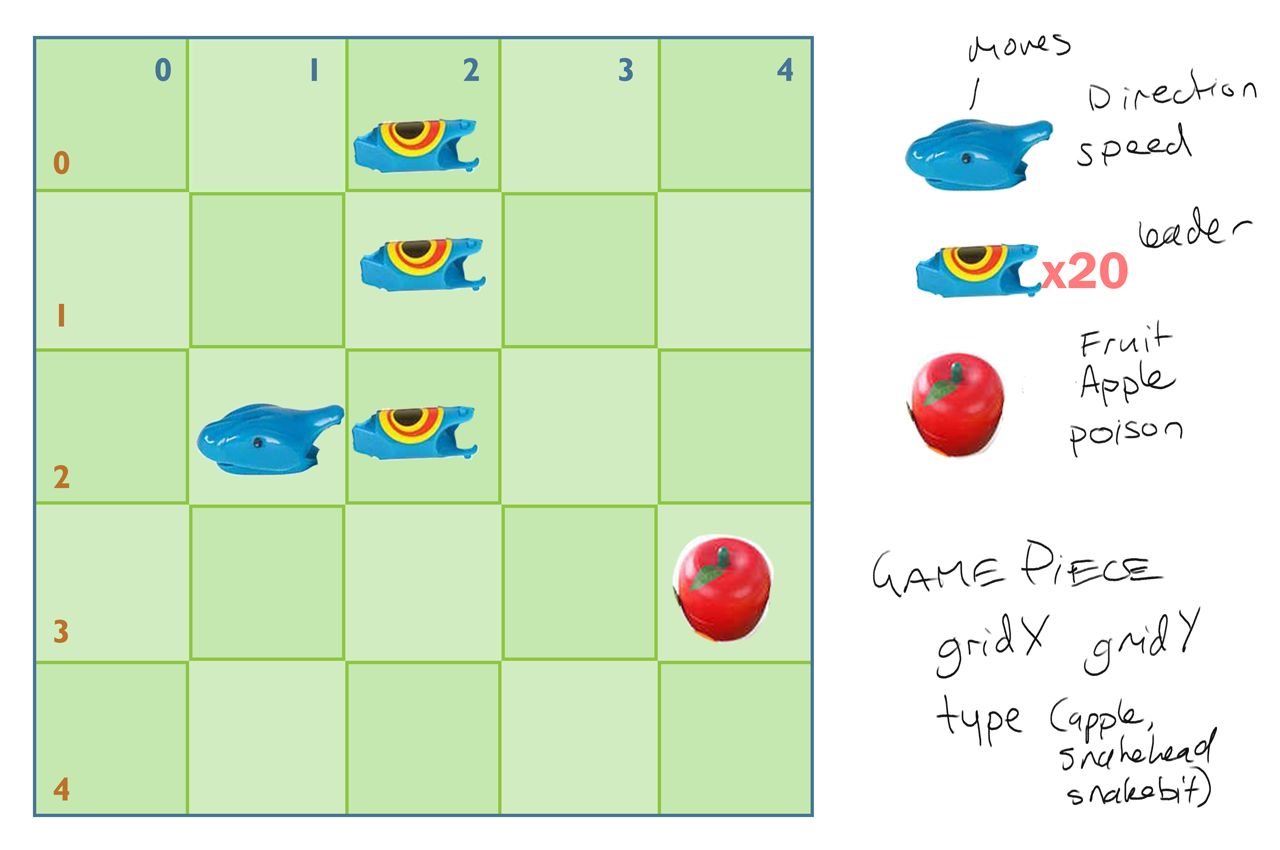 0 1 2 3 4
0
1
2
3
4
moves
Direction
speed
leader
x20
Fruit
Apple
poison
GAME PIECE
gridX gridY
type (apple,
snakehead
snakebit)